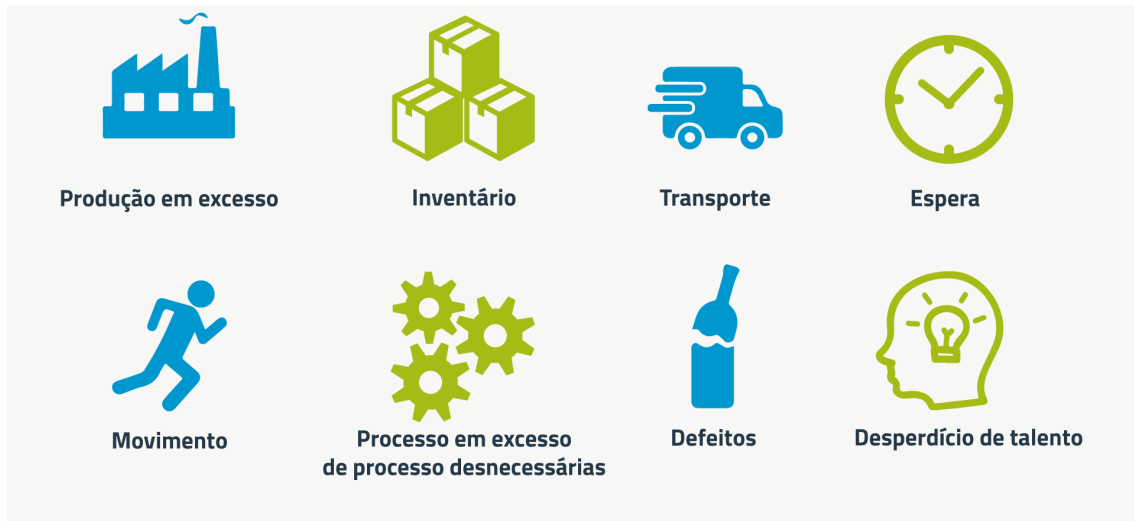 Produção em excesso
Inventário
Transporte
Espera
Movimento
Processo em excesso
de processo desnecessárias
Defeitos
Desperdício de talento